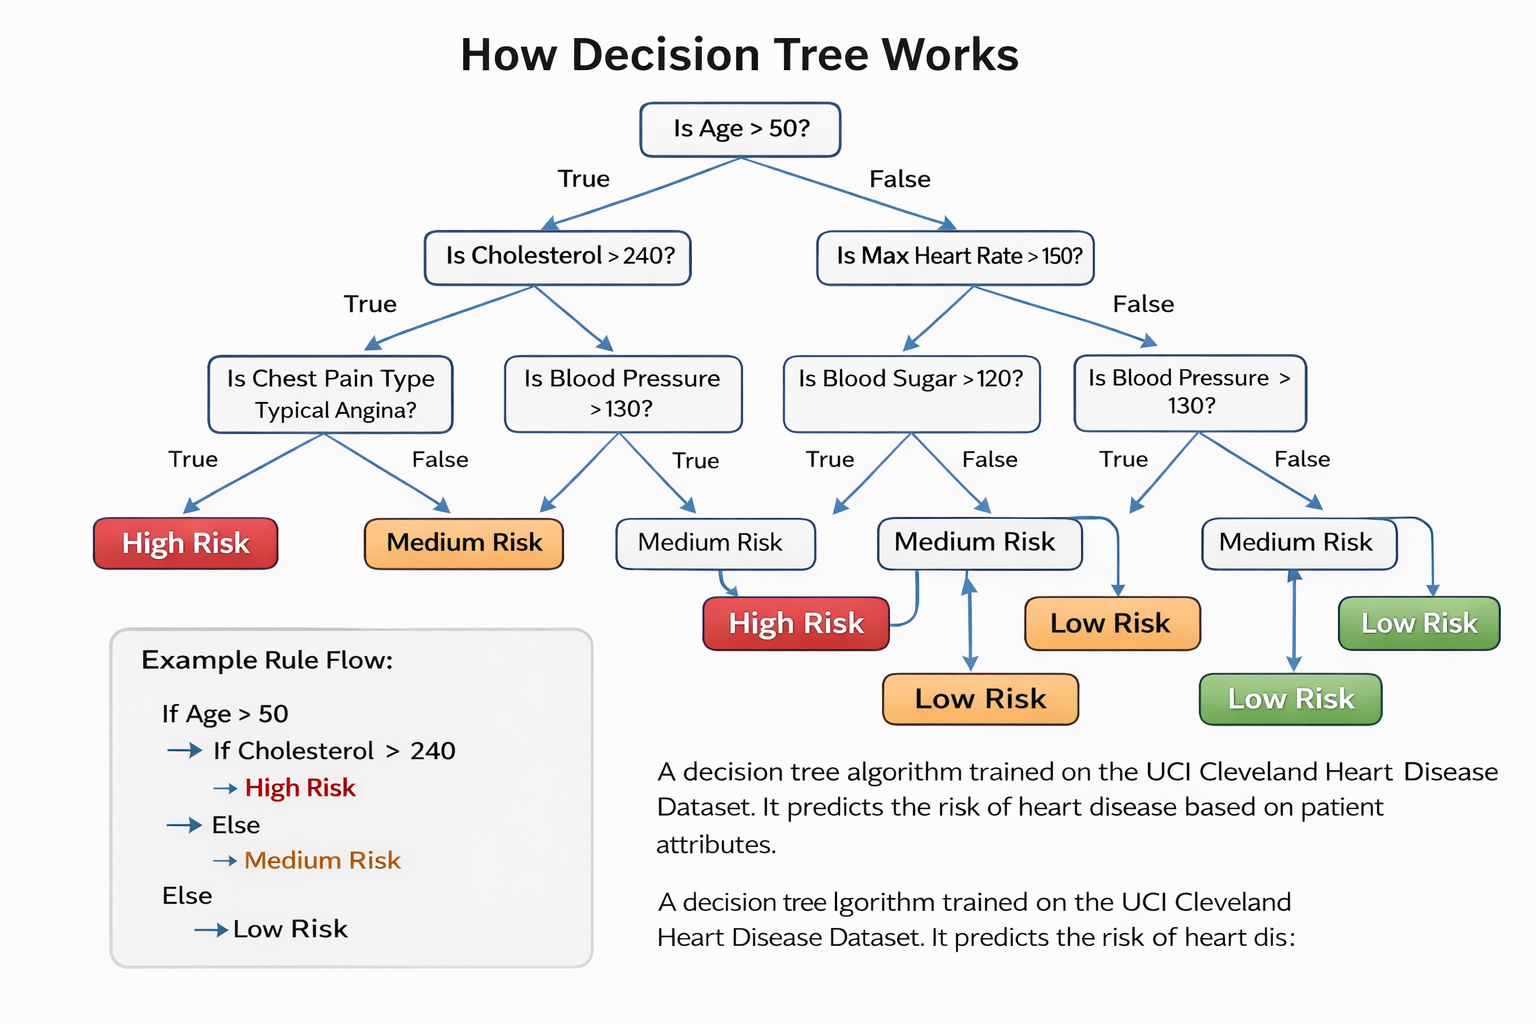 How Decision Tree Works
Is Age > 50?
True
False
Is Cholesterol > 240?
Is Max Heart Rate > 150?
True
False
Is Chest Pain Type
Typical Angina?
Is Blood Pressure
> 130?
Is Blood Sugar > 120?
Is Blood Pressure >
130?
True
False
True
True
False
True
False
High Risk
Medium Risk
Medium Risk
Medium Risk
Medium Risk
High Risk
Low Risk
Low Risk
Low Risk
Low Risk
Example Rule Flow:
If Age > 50
If Cholesterol > 240
High Risk
Else
Medium Risk
Else
Low Risk
A decision tree algorithm trained on the UCI Cleveland Heart Disease
Dataset. It predicts the risk of heart disease based on patient
attributes.
A decision tree lgorithm trained on the UCI Cleveland
Heart Disease Dataset. It predicts the risk of heart dis: